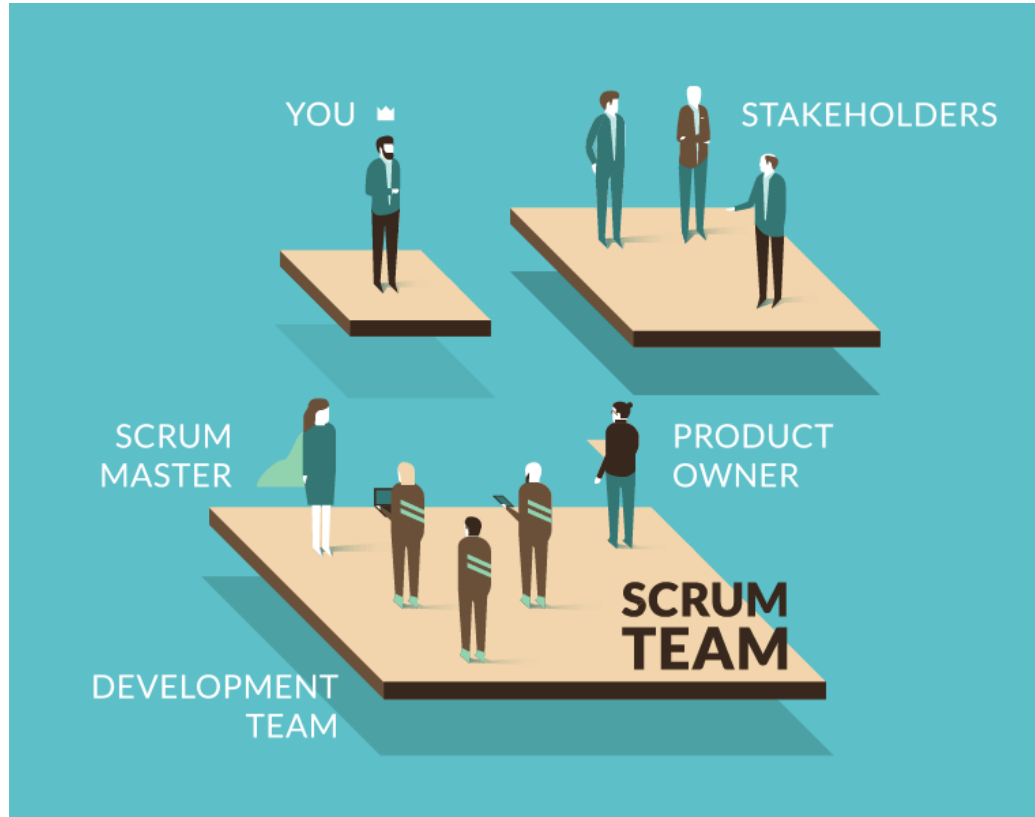 YOU
STAKEHOLDERS
SCRUM
MASTER
PRODUCT
OWNER
SCRUM
TEAM
DEVELOPMENT
TEAM